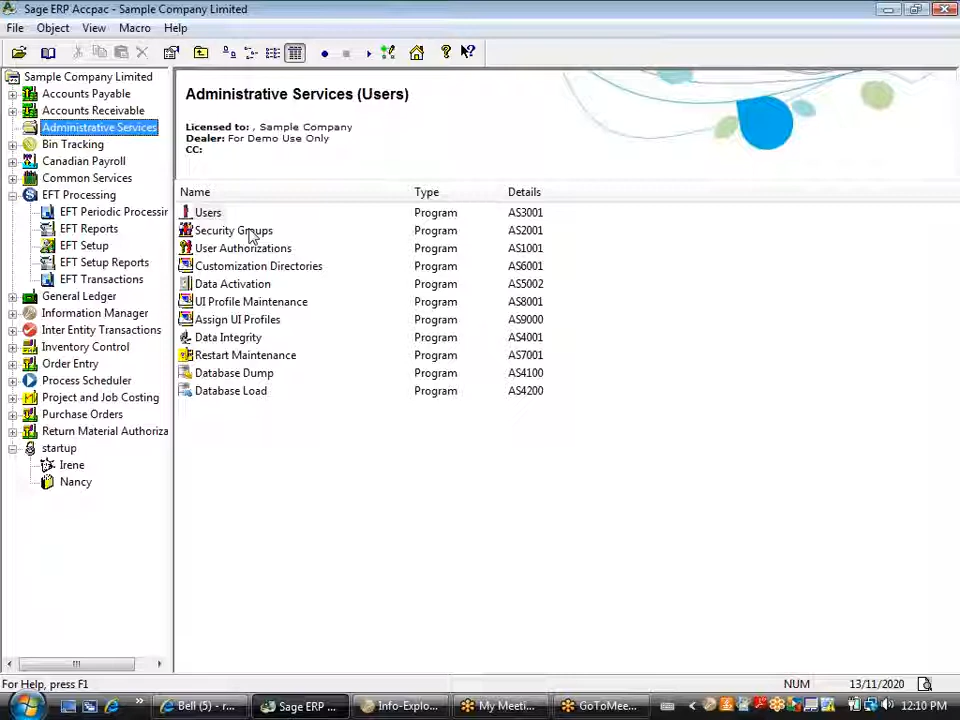 Sage ERP Accpac - Sample Company Limited
File Object View Macro Help
Sample Company Limited
Accounts Payable
Accounts Receivable
Administrative Services
Bin Tracking
Canadian Payroll
Common Services
EFT Processing
EFT Periodic Processir
EFT Reports
EFT Setup
EFT Setup Reports
EFT Transactions
General Ledger
Information Manager
Inter Entity Transactions
Inventory Control
Order Entry
Process Scheduler
Project and Job Costing
Purchase Orders
Return Material Authoriza
startup
Irene
Nancy
Administrative Services (Users)
Licensed to: , Sample Company
Dealer: For Demo Use Only
CC:
Name Type Details
Users Program AS3001
Security Groups Program AS2001
User Authorizations Program AS1001
Customization Directories Program AS6001
Data Activation Program AS5002
UI Profile Maintenance Program AS8001
Assign UI Profiles Program AS9000
Data Integrity Program AS4001
Restart Maintenance Program AS7001
Database Dump Program AS4100
Database Load Program AS4200
For Help, press F1 NUM 13/11/2020
Bell (5) - r... Sage ERP ... Info-Explo... My Meeti... GoToMee... 12:10 PM